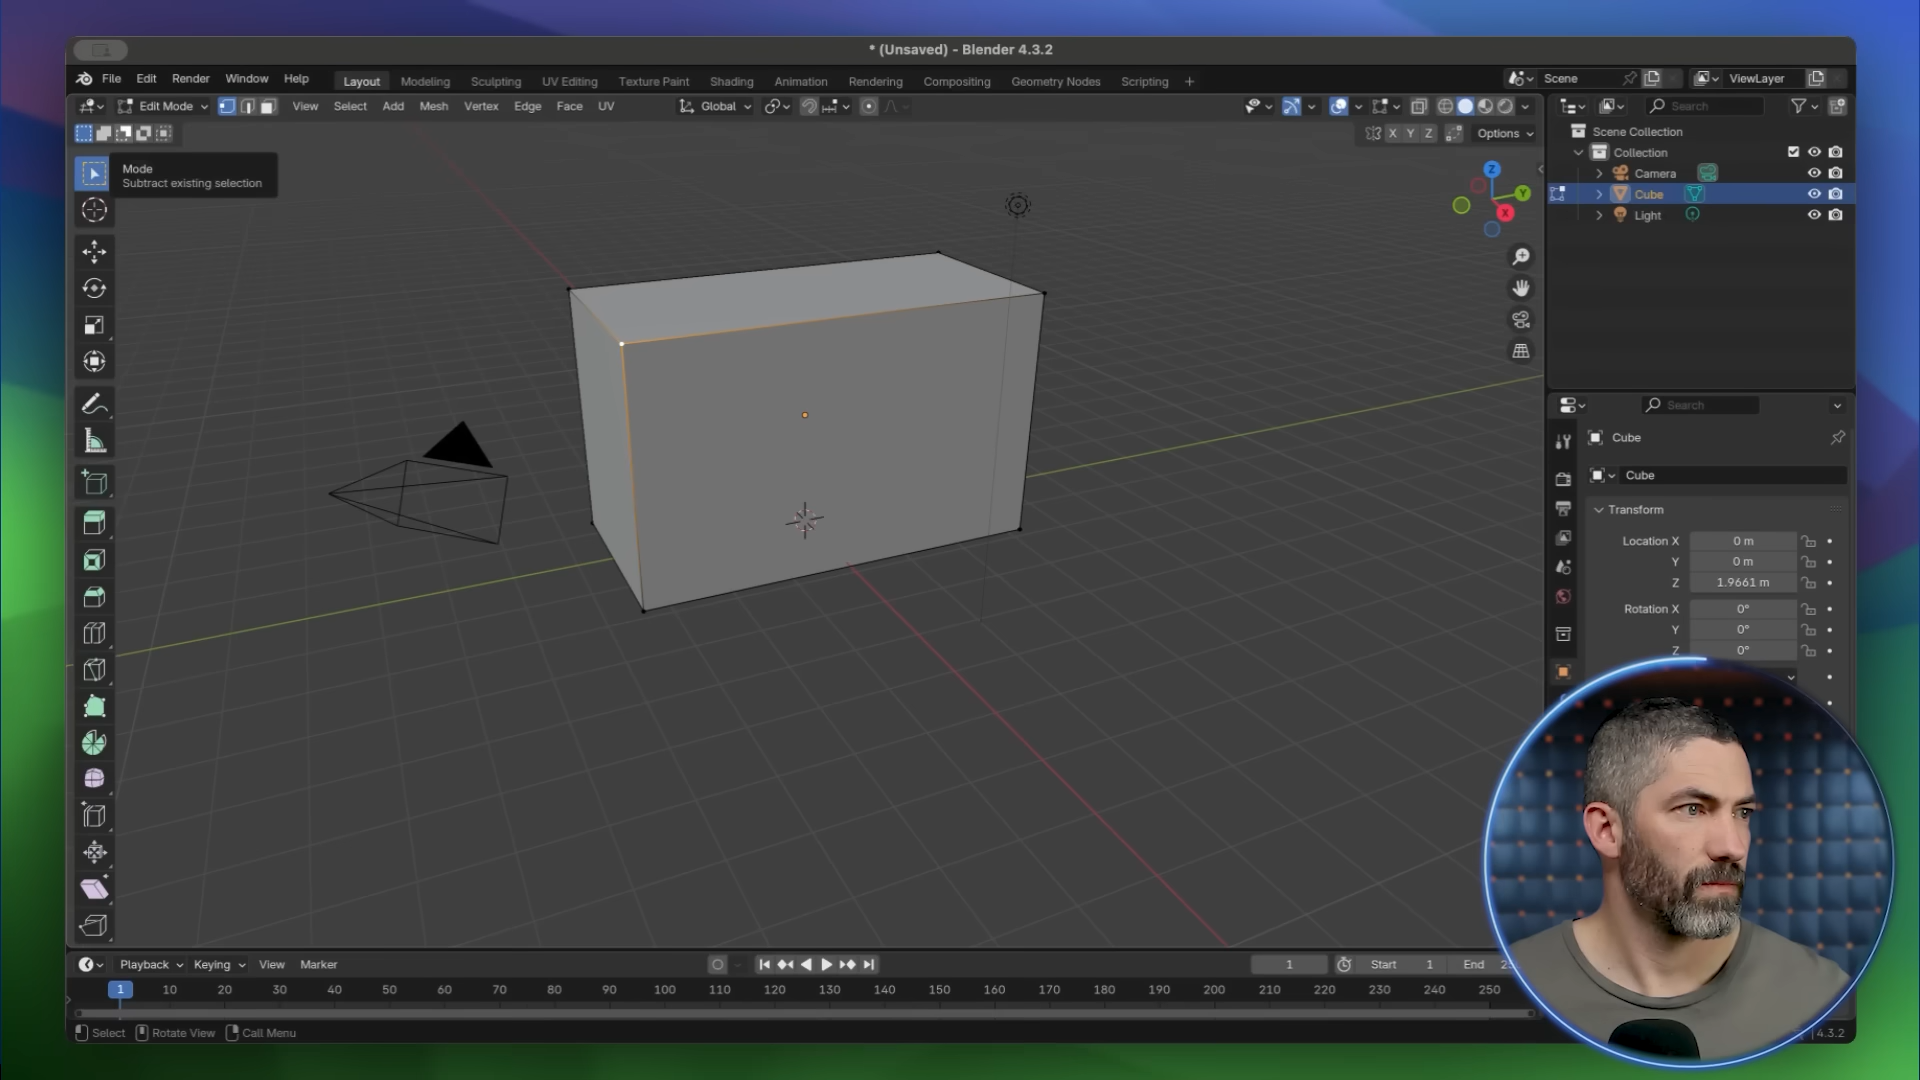 * (Unsaved) - Blender 4.3.2
File Edit Render Window Help
Layout Modeling Sculpting UV Editing Texture Paint Shading Animation Rendering Compositing Geometry Nodes Scripting +
Scene
ViewLayer
Edit Mode View Select Add Mesh Vertex Edge Face UV
Global
Search
X Y Z Options
Mode
Subtract existing selection
Scene Collection
Collection
Camera
Cube
Light
Z
Y
X
Search
Cube
Cube
Transform
Location X 0 m
Y 0 m
Z 1.9661 m
Rotation X 0°
Y 0°
Z 0°
Playback Keying View Marker
1 Start 1 End
1 10 20 30 40 50 60 70 80 90 100 110 120 130 140 150 160 170 180 190 200 210 220 230 240 250
Select Rotate View Call Menu
4.3.2